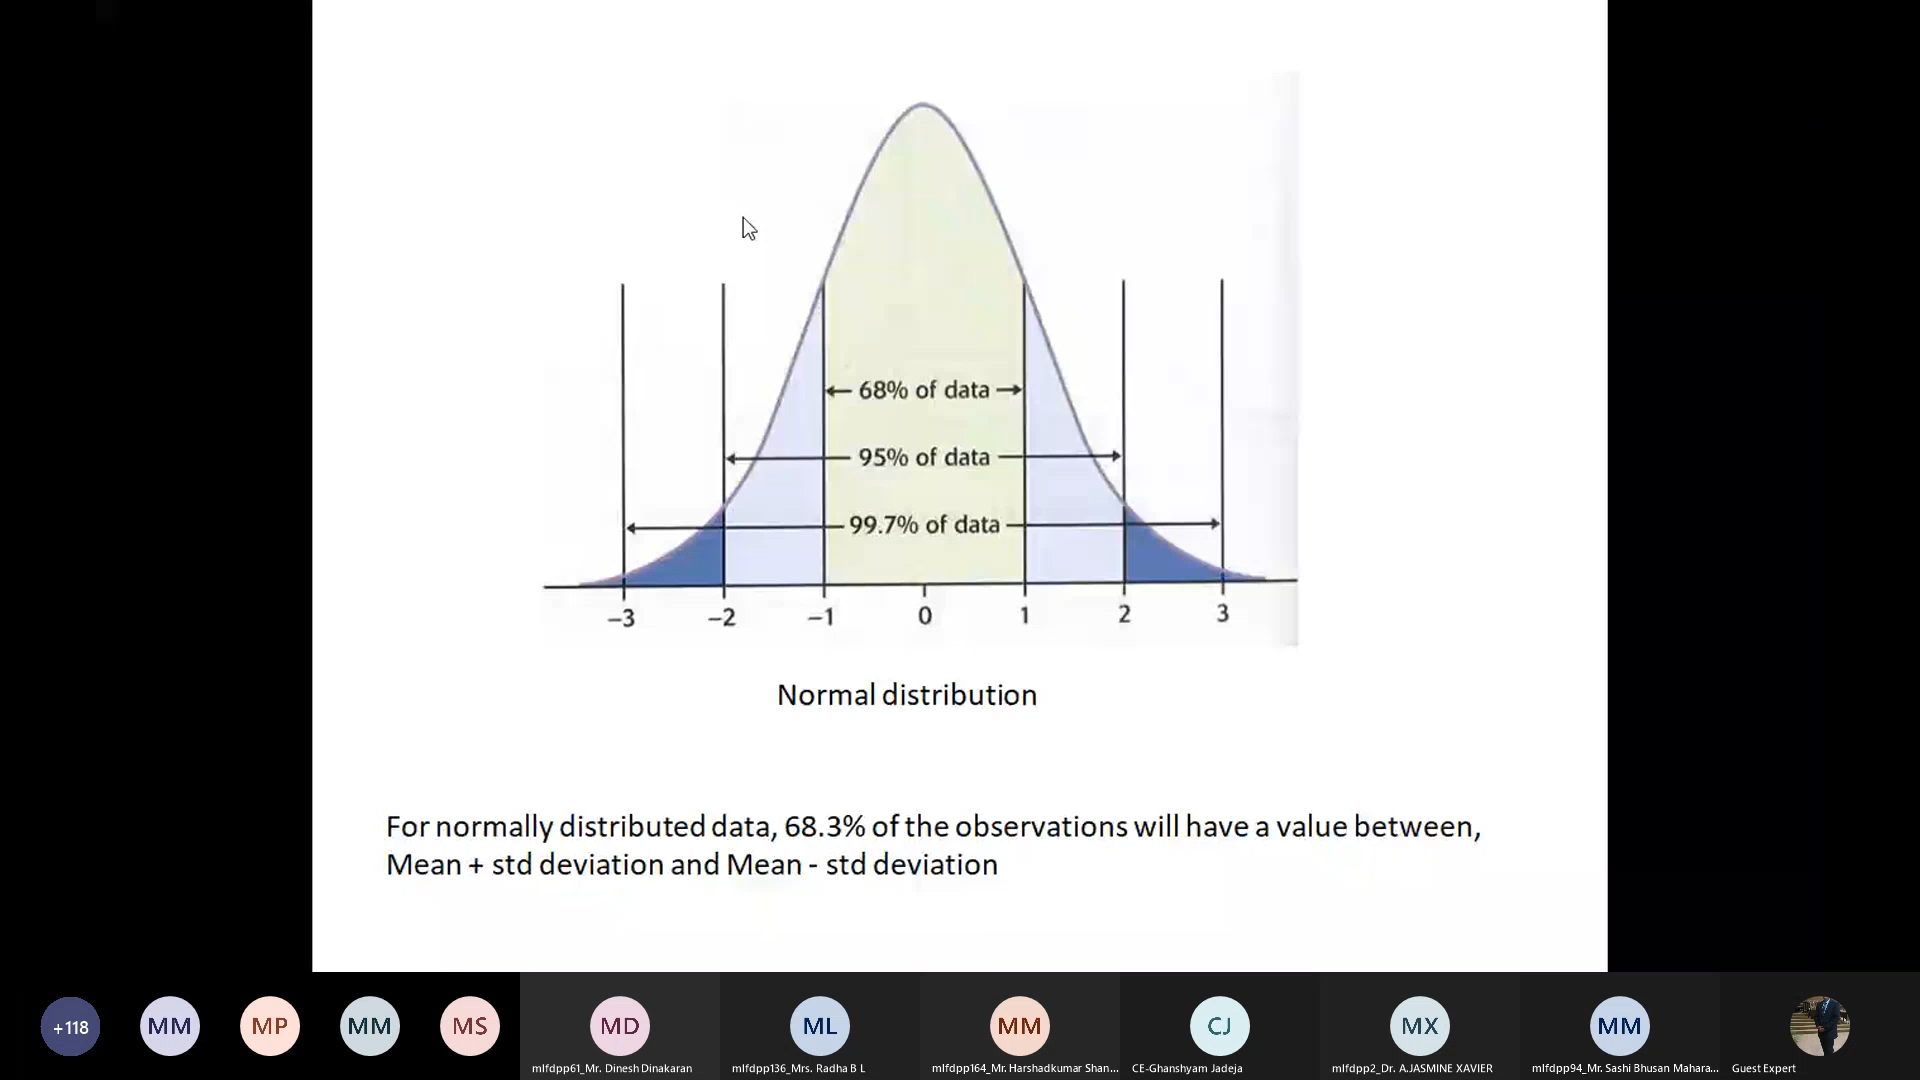 68% of data
95% of data
99.7% of data
–3 –2 –1 0 1 2 3
Normal distribution
For normally distributed data, 68.3% of the observations will have a value between,
Mean + std deviation and Mean - std deviation
+118 MM MP MM MS MD ML MM CJ MX MM
mlfdpp61_Mr. Dinesh Dinakaran mlfdpp136_Mrs. Radha B L mlfdpp164_Mr. Harshadkumar Shan... CE-Ghanshyam Jadeja mlfdpp2_Dr. A.JASMINE XAVIER mlfdpp94_Mr. Sashi Bhusan Mahara... Guest Expert